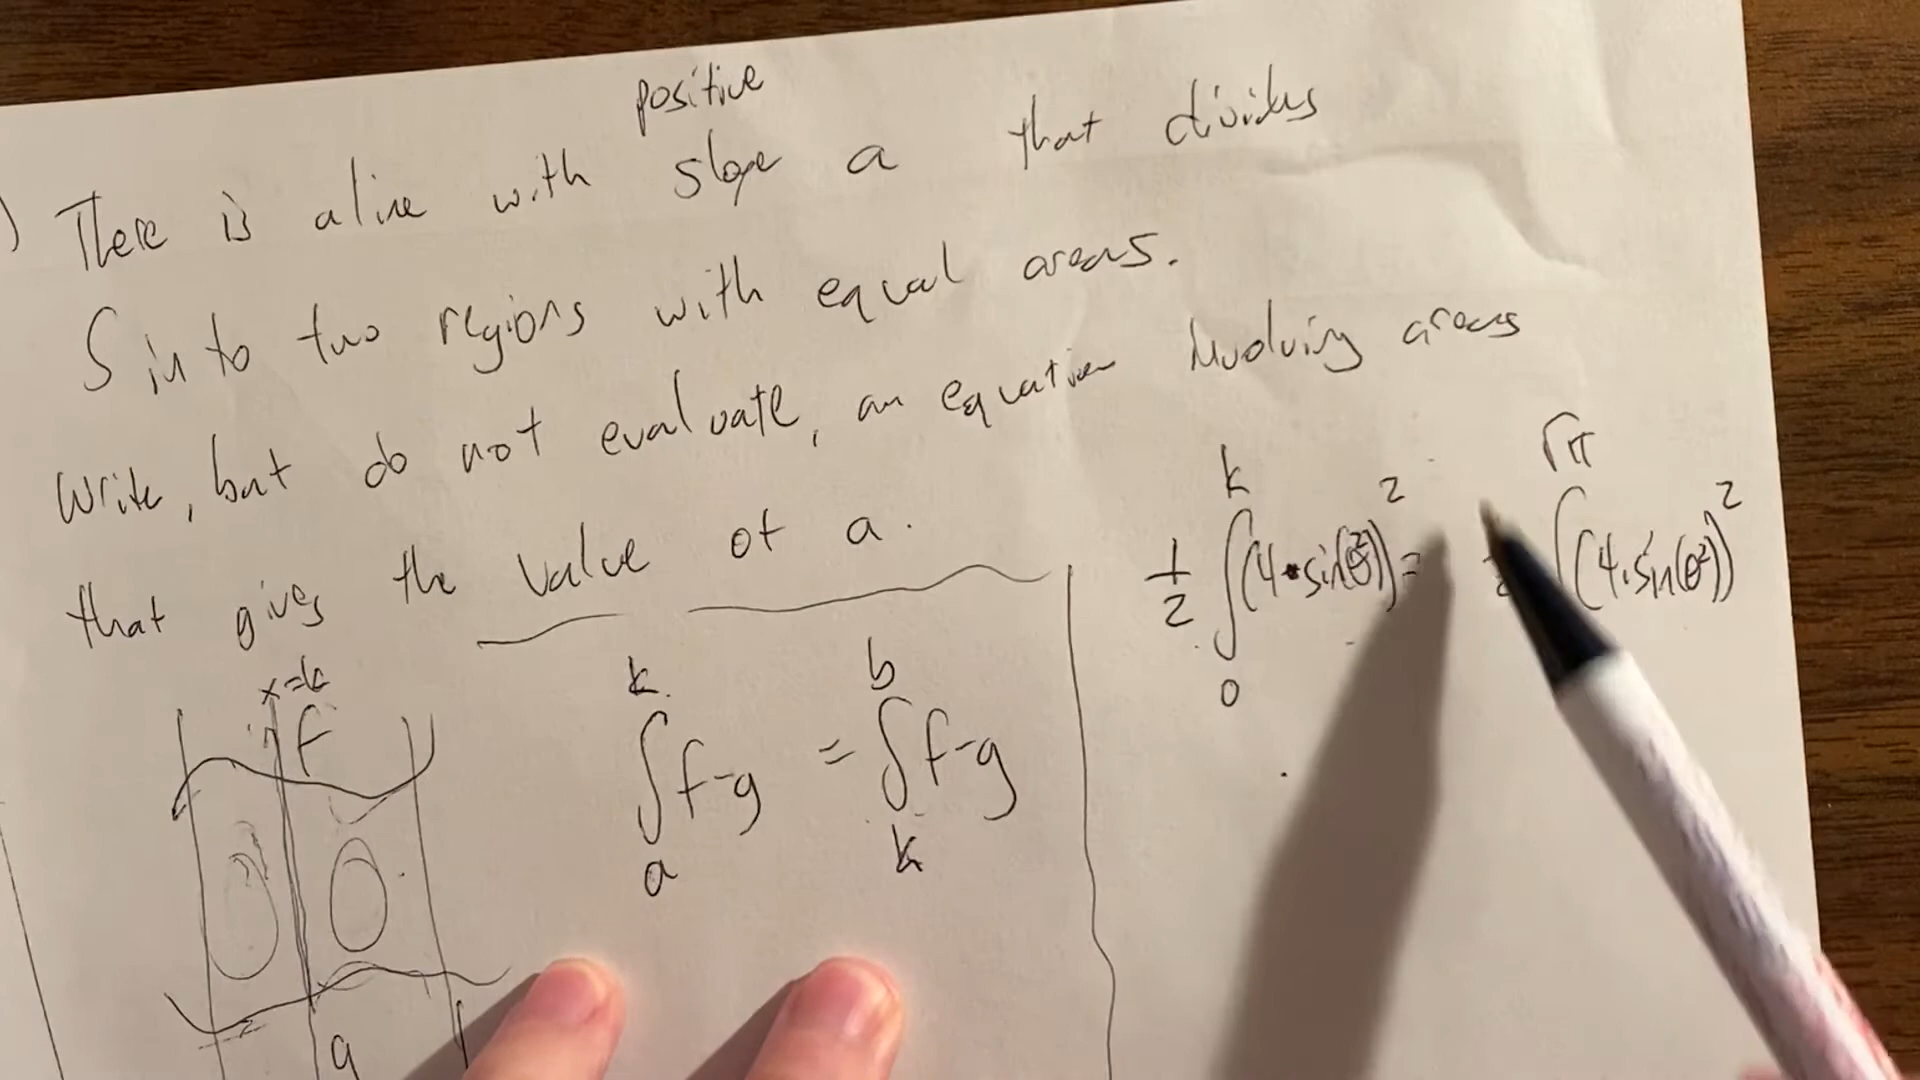 positive
) There is a line with slope a that divides
S into two regions with equal areas.
Write, but do not evaluate, an equation involving areas
that gives the value of a.
x=k
f
g
k
∫ f-g
a
=
b
∫ f-g
k
k
1/2 ∫ (4·sin(θ²))² =
0
√π
∫ (4·sin(θ²))²